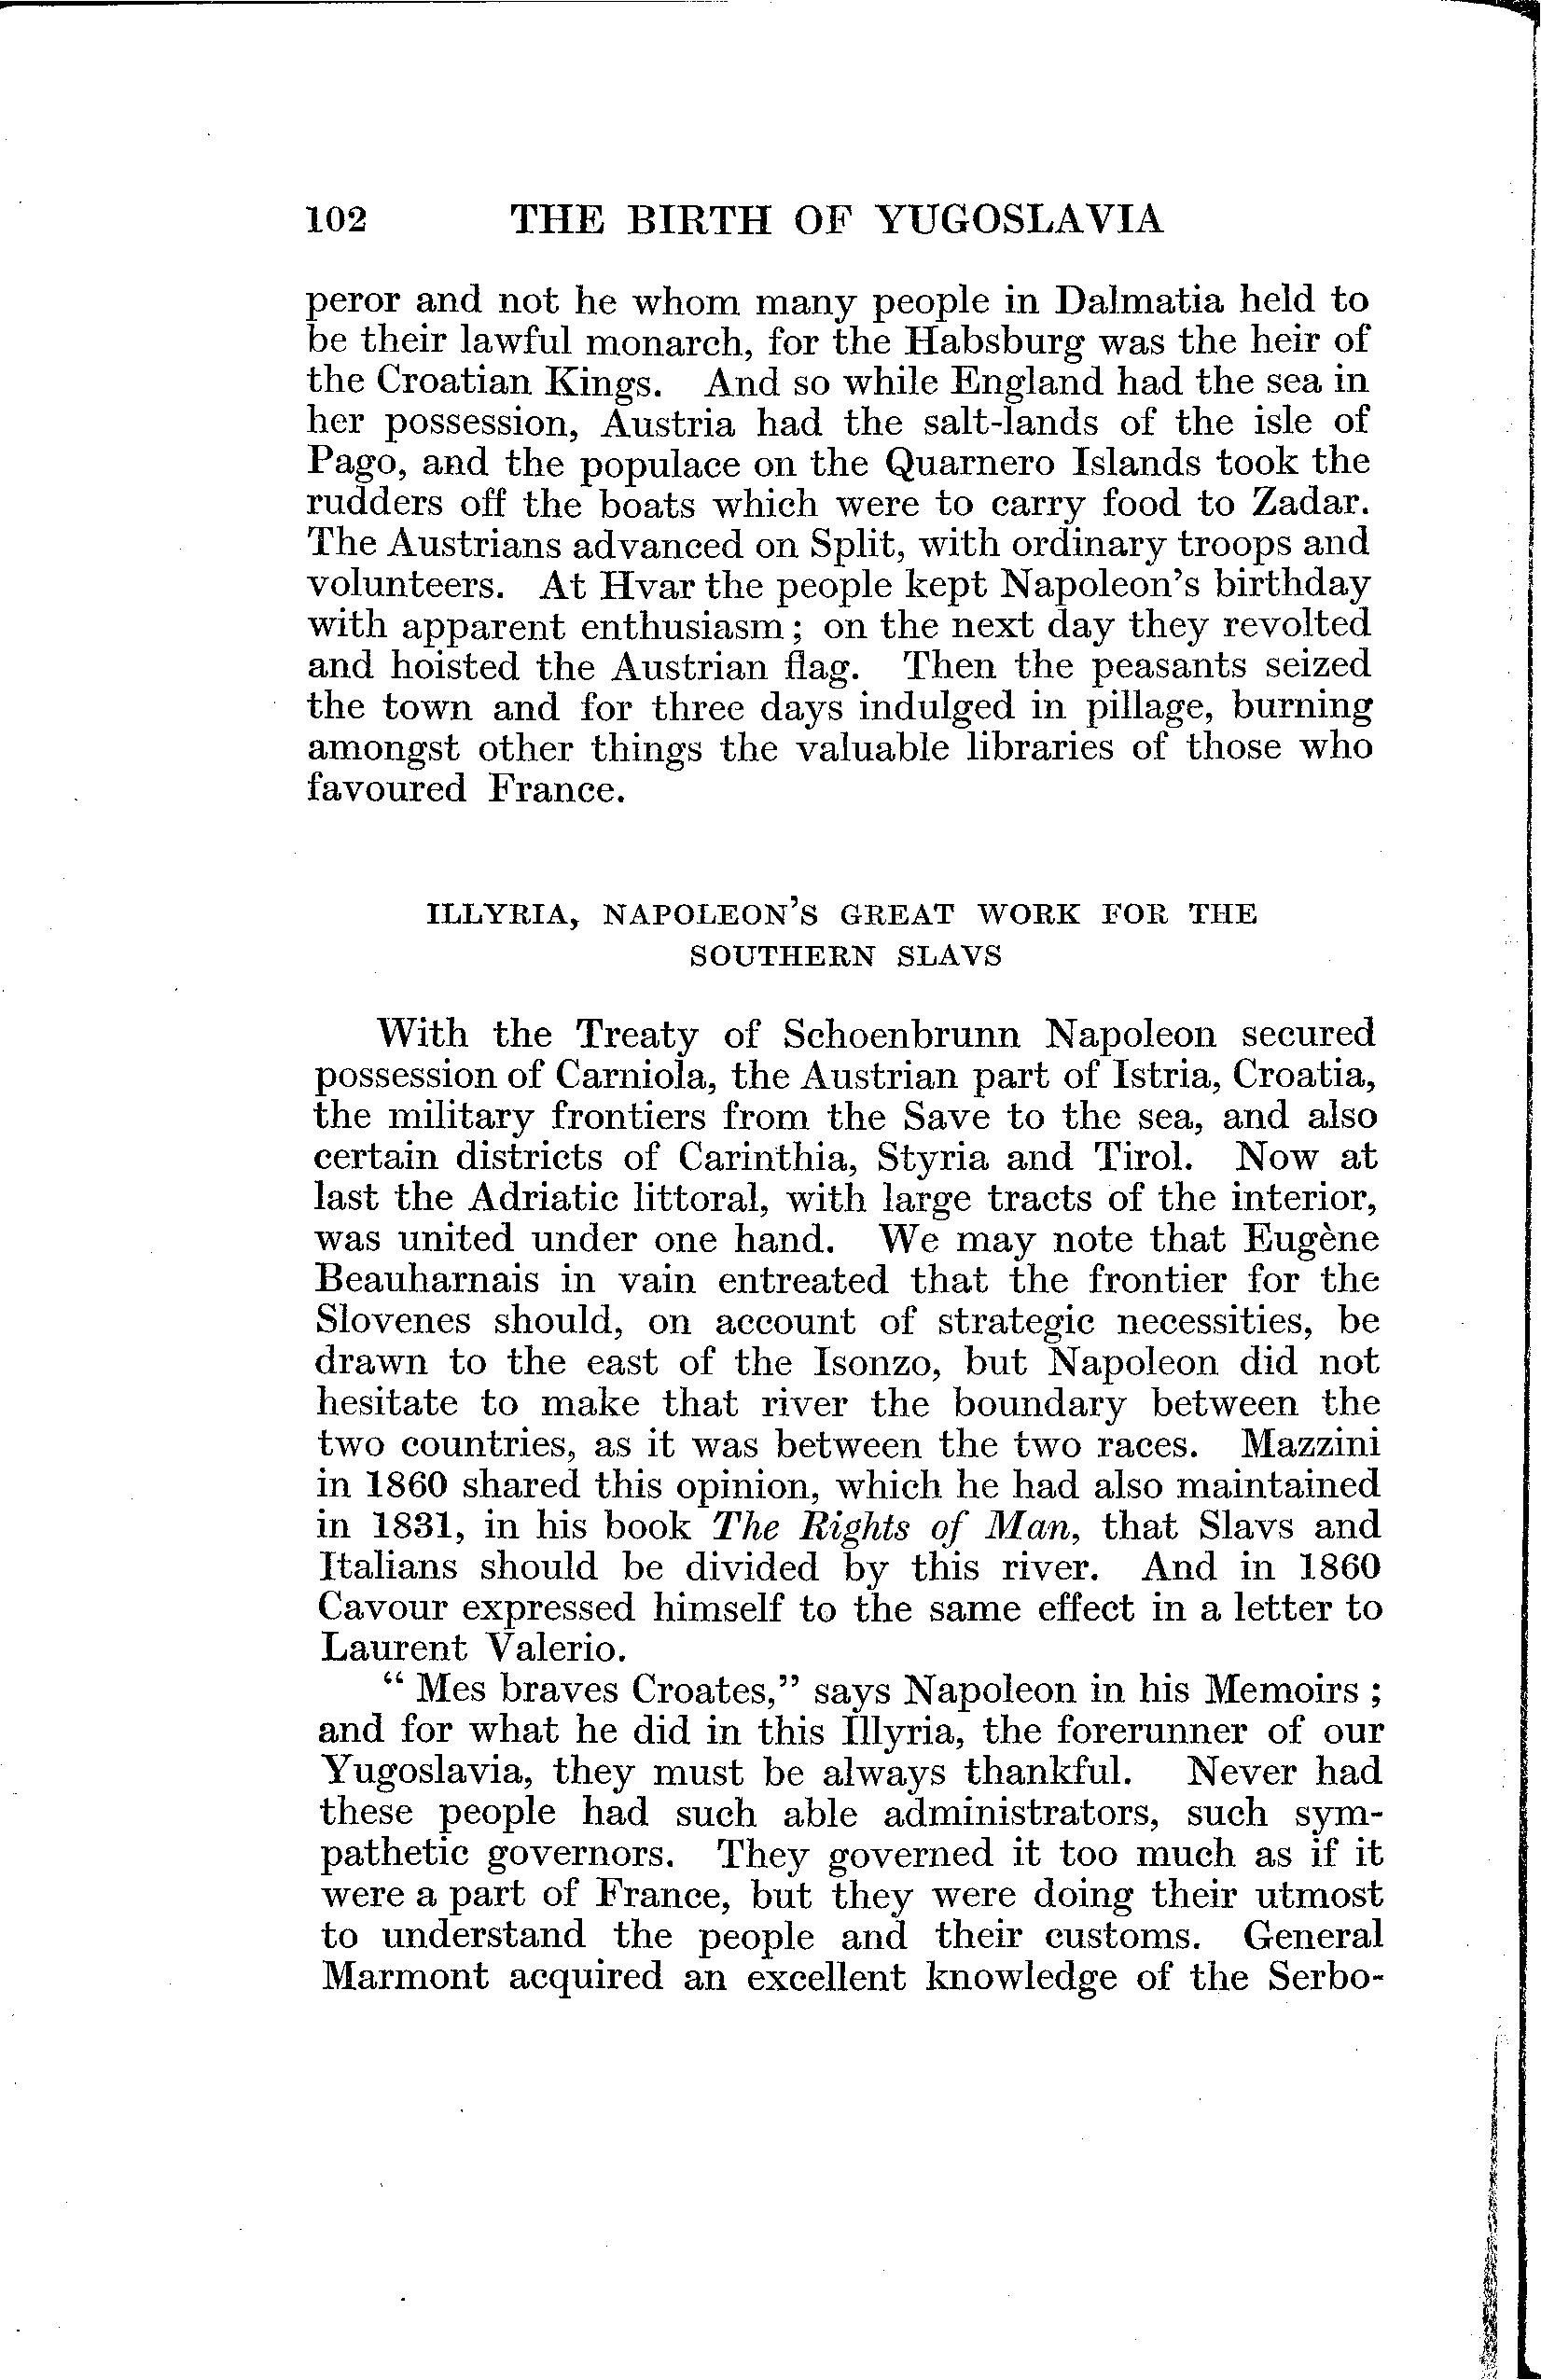 102 THE BIRTH OF YUGOSLAVIA
peror and not he whom many people in Dalmatia held to
be their lawful monarch, for the Habsburg was the heir of
the Croatian Kings. And so while England had the sea in
her possession, Austria had the salt-lands of the isle of
Pago, and the populace on the Quarnero Islands took the
rudders off the boats which were to carry food to Zadar.
The Austrians advanced on Split, with ordinary troops and
volunteers. At Hvar the people kept Napoleon's birthday
with apparent enthusiasm; on the next day they revolted
and hoisted the Austrian flag. Then the peasants seized
the town and for three days indulged in pillage, burning
amongst other things the valuable libraries of those who
favoured France.
ILLYRIA, NAPOLEON'S GREAT WORK FOR THE
SOUTHERN SLAVS
With the Treaty of Schoenbrunn Napoleon secured
possession of Carniola, the Austrian part of Istria, Croatia,
the military frontiers from the Save to the sea, and also
certain districts of Carinthia, Styria and Tirol. Now at
last the Adriatic littoral, with large tracts of the interior,
was united under one hand. We may note that Eugène
Beauharnais in vain entreated that the frontier for the
Slovenes should, on account of strategic necessities, be
drawn to the east of the Isonzo, but Napoleon did not
hesitate to make that river the boundary between the
two countries, as it was between the two races. Mazzini
in 1860 shared this opinion, which he had also maintained
in 1831, in his book The Rights of Man, that Slavs and
Italians should be divided by this river. And in 1860
Cavour expressed himself to the same effect in a letter to
Laurent Valerio.
“ Mes braves Croates,” says Napoleon in his Memoirs ;
and for what he did in this Illyria, the forerunner of our
Yugoslavia, they must be always thankful. Never had
these people had such able administrators, such sym-
pathetic governors. They governed it too much as if it
were a part of France, but they were doing their utmost
to understand the people and their customs. General
Marmont acquired an excellent knowledge of the Serbo-